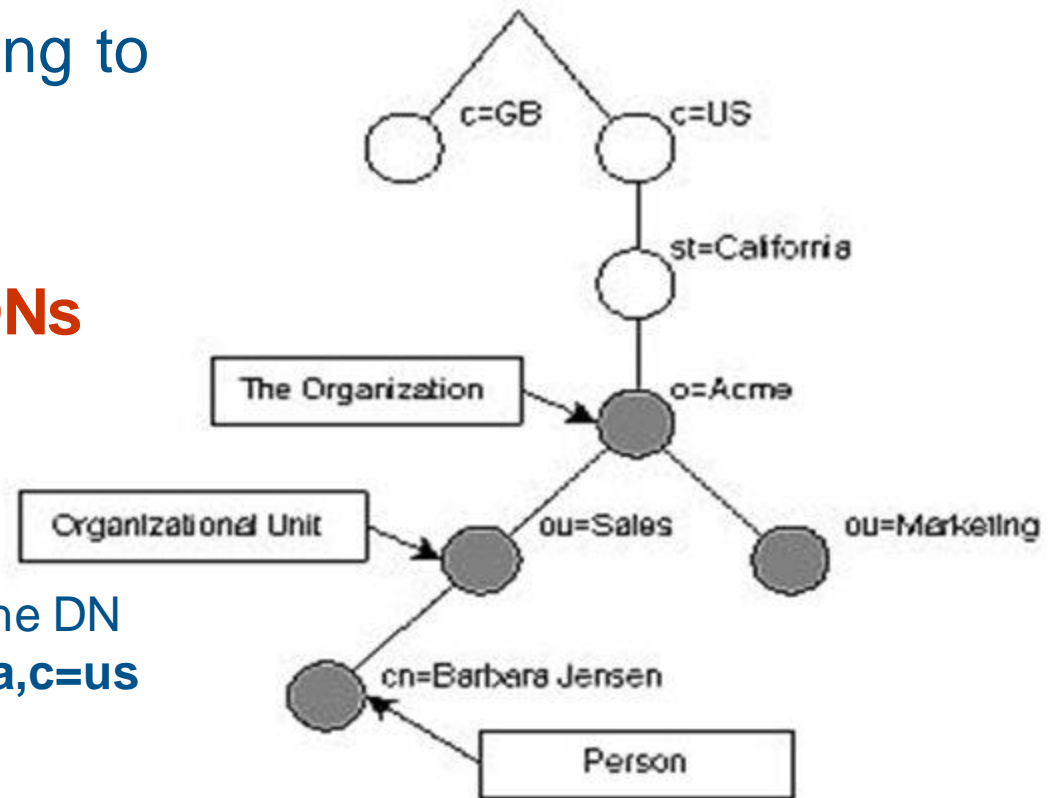 ng to
c=GB
c=US
st=California
Ns
The Organization
o=Acme
Organizational Unit
ou=Sales
ou=Marketing
ne DN
a,c=us
cn=Barbara Jensen
Person